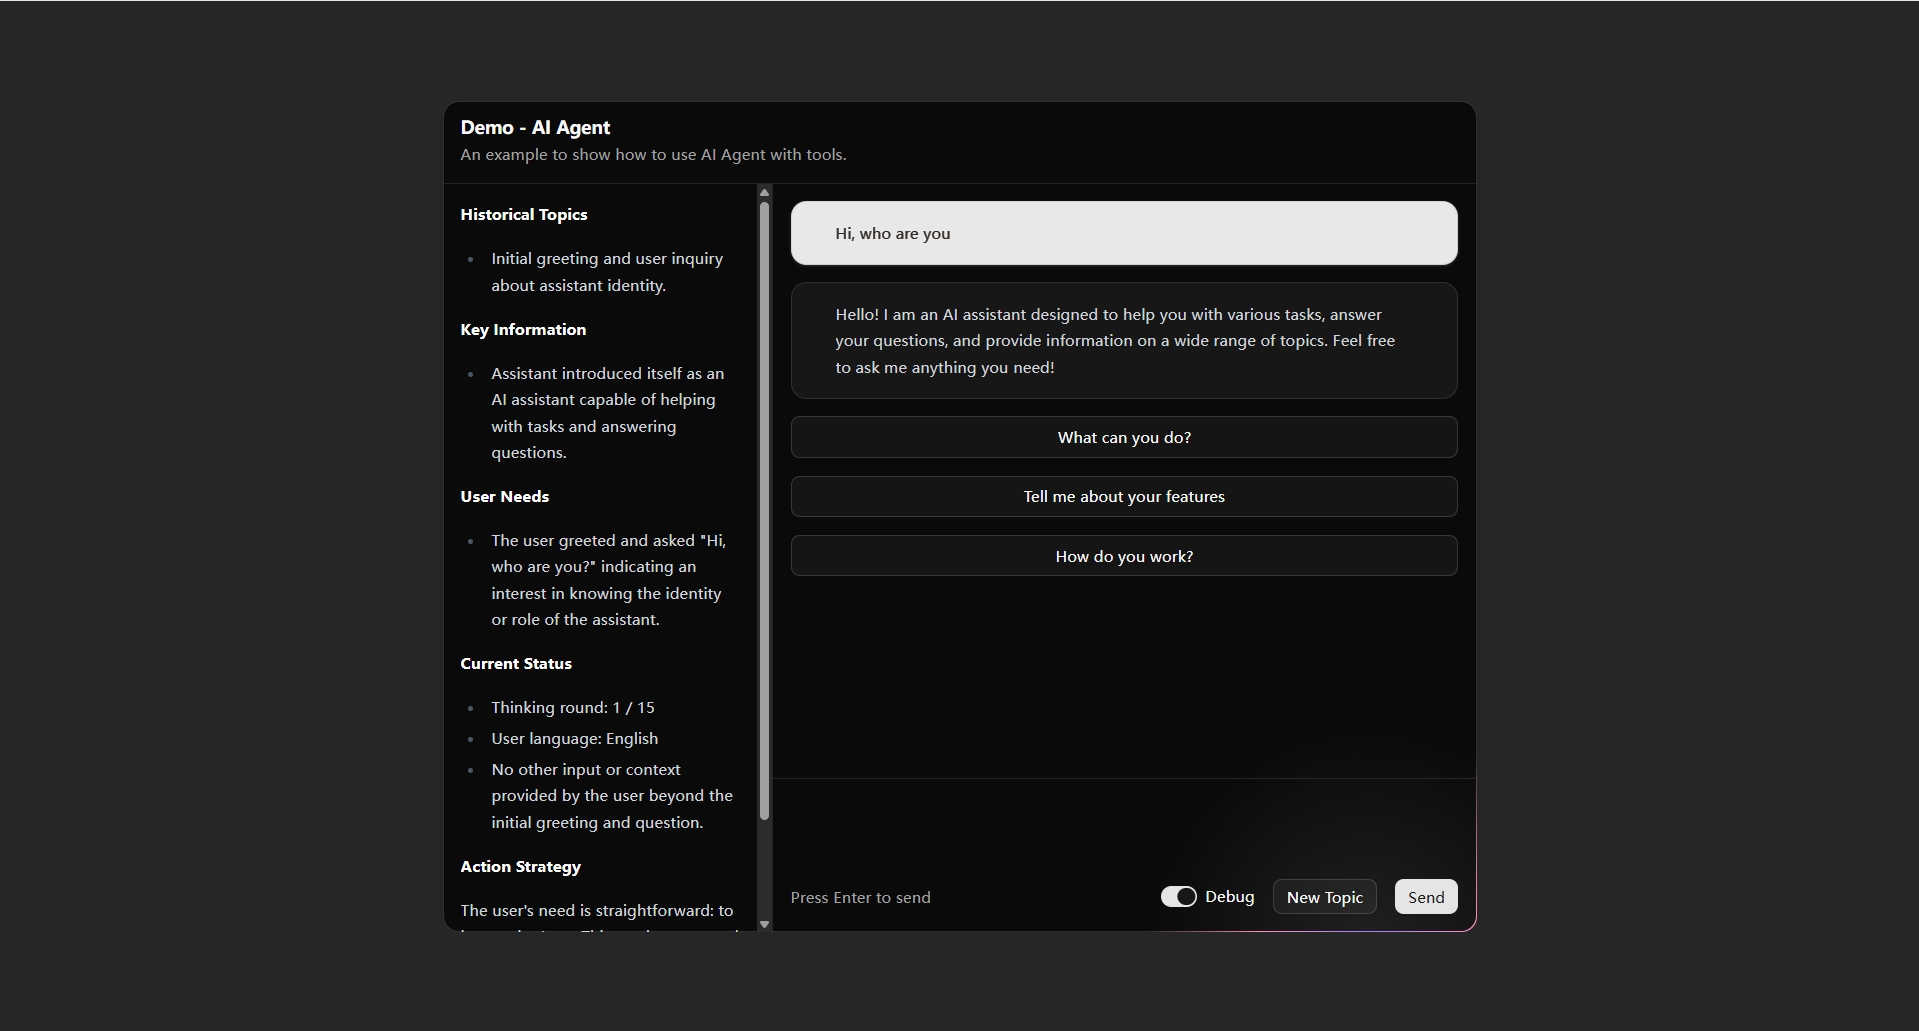 Demo - AI Agent
An example to show how to use AI Agent with tools.
Historical Topics
Initial greeting and user inquiry
about assistant identity.
Key Information
Assistant introduced itself as an
AI assistant capable of helping
with tasks and answering
questions.
User Needs
The user greeted and asked "Hi,
who are you?" indicating an
interest in knowing the identity
or role of the assistant.
Current Status
Thinking round: 1 / 15
User language: English
No other input or context
provided by the user beyond the
initial greeting and question.
Action Strategy
The user's need is straightforward: to
Hi, who are you
Hello! I am an AI assistant designed to help you with various tasks, answer
your questions, and provide information on a wide range of topics. Feel free
to ask me anything you need!
What can you do?
Tell me about your features
How do you work?
Press Enter to send
Debug
New Topic
Send